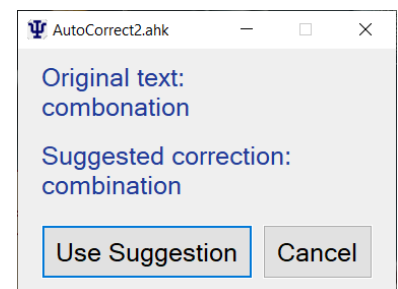 AutoCorrect2.ahk
Original text:
combonation
Suggested correction:
combination
Use Suggestion Cancel